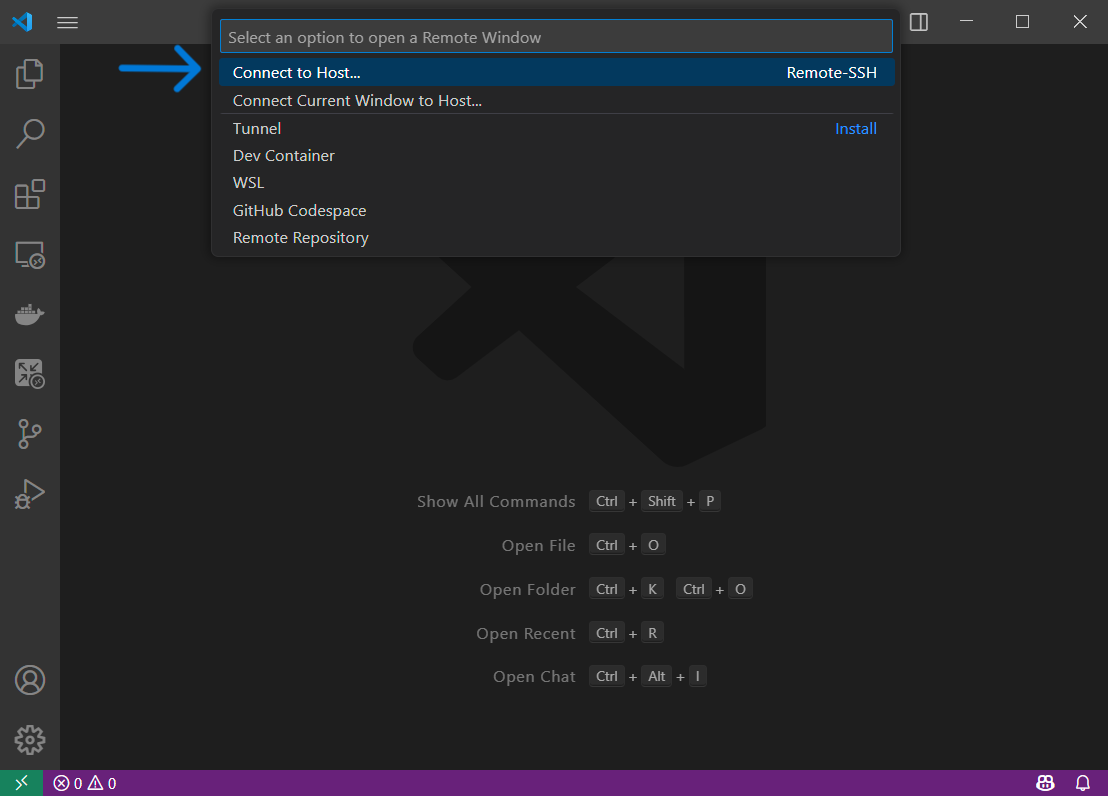 Select an option to open a Remote Window
Connect to Host... Remote-SSH
Connect Current Window to Host...
Tunnel Install
Dev Container
WSL
GitHub Codespace
Remote Repository
Show All Commands Ctrl + Shift + P
Open File Ctrl + O
Open Folder Ctrl + K Ctrl + O
Open Recent Ctrl + R
Open Chat Ctrl + Alt + I
0 0